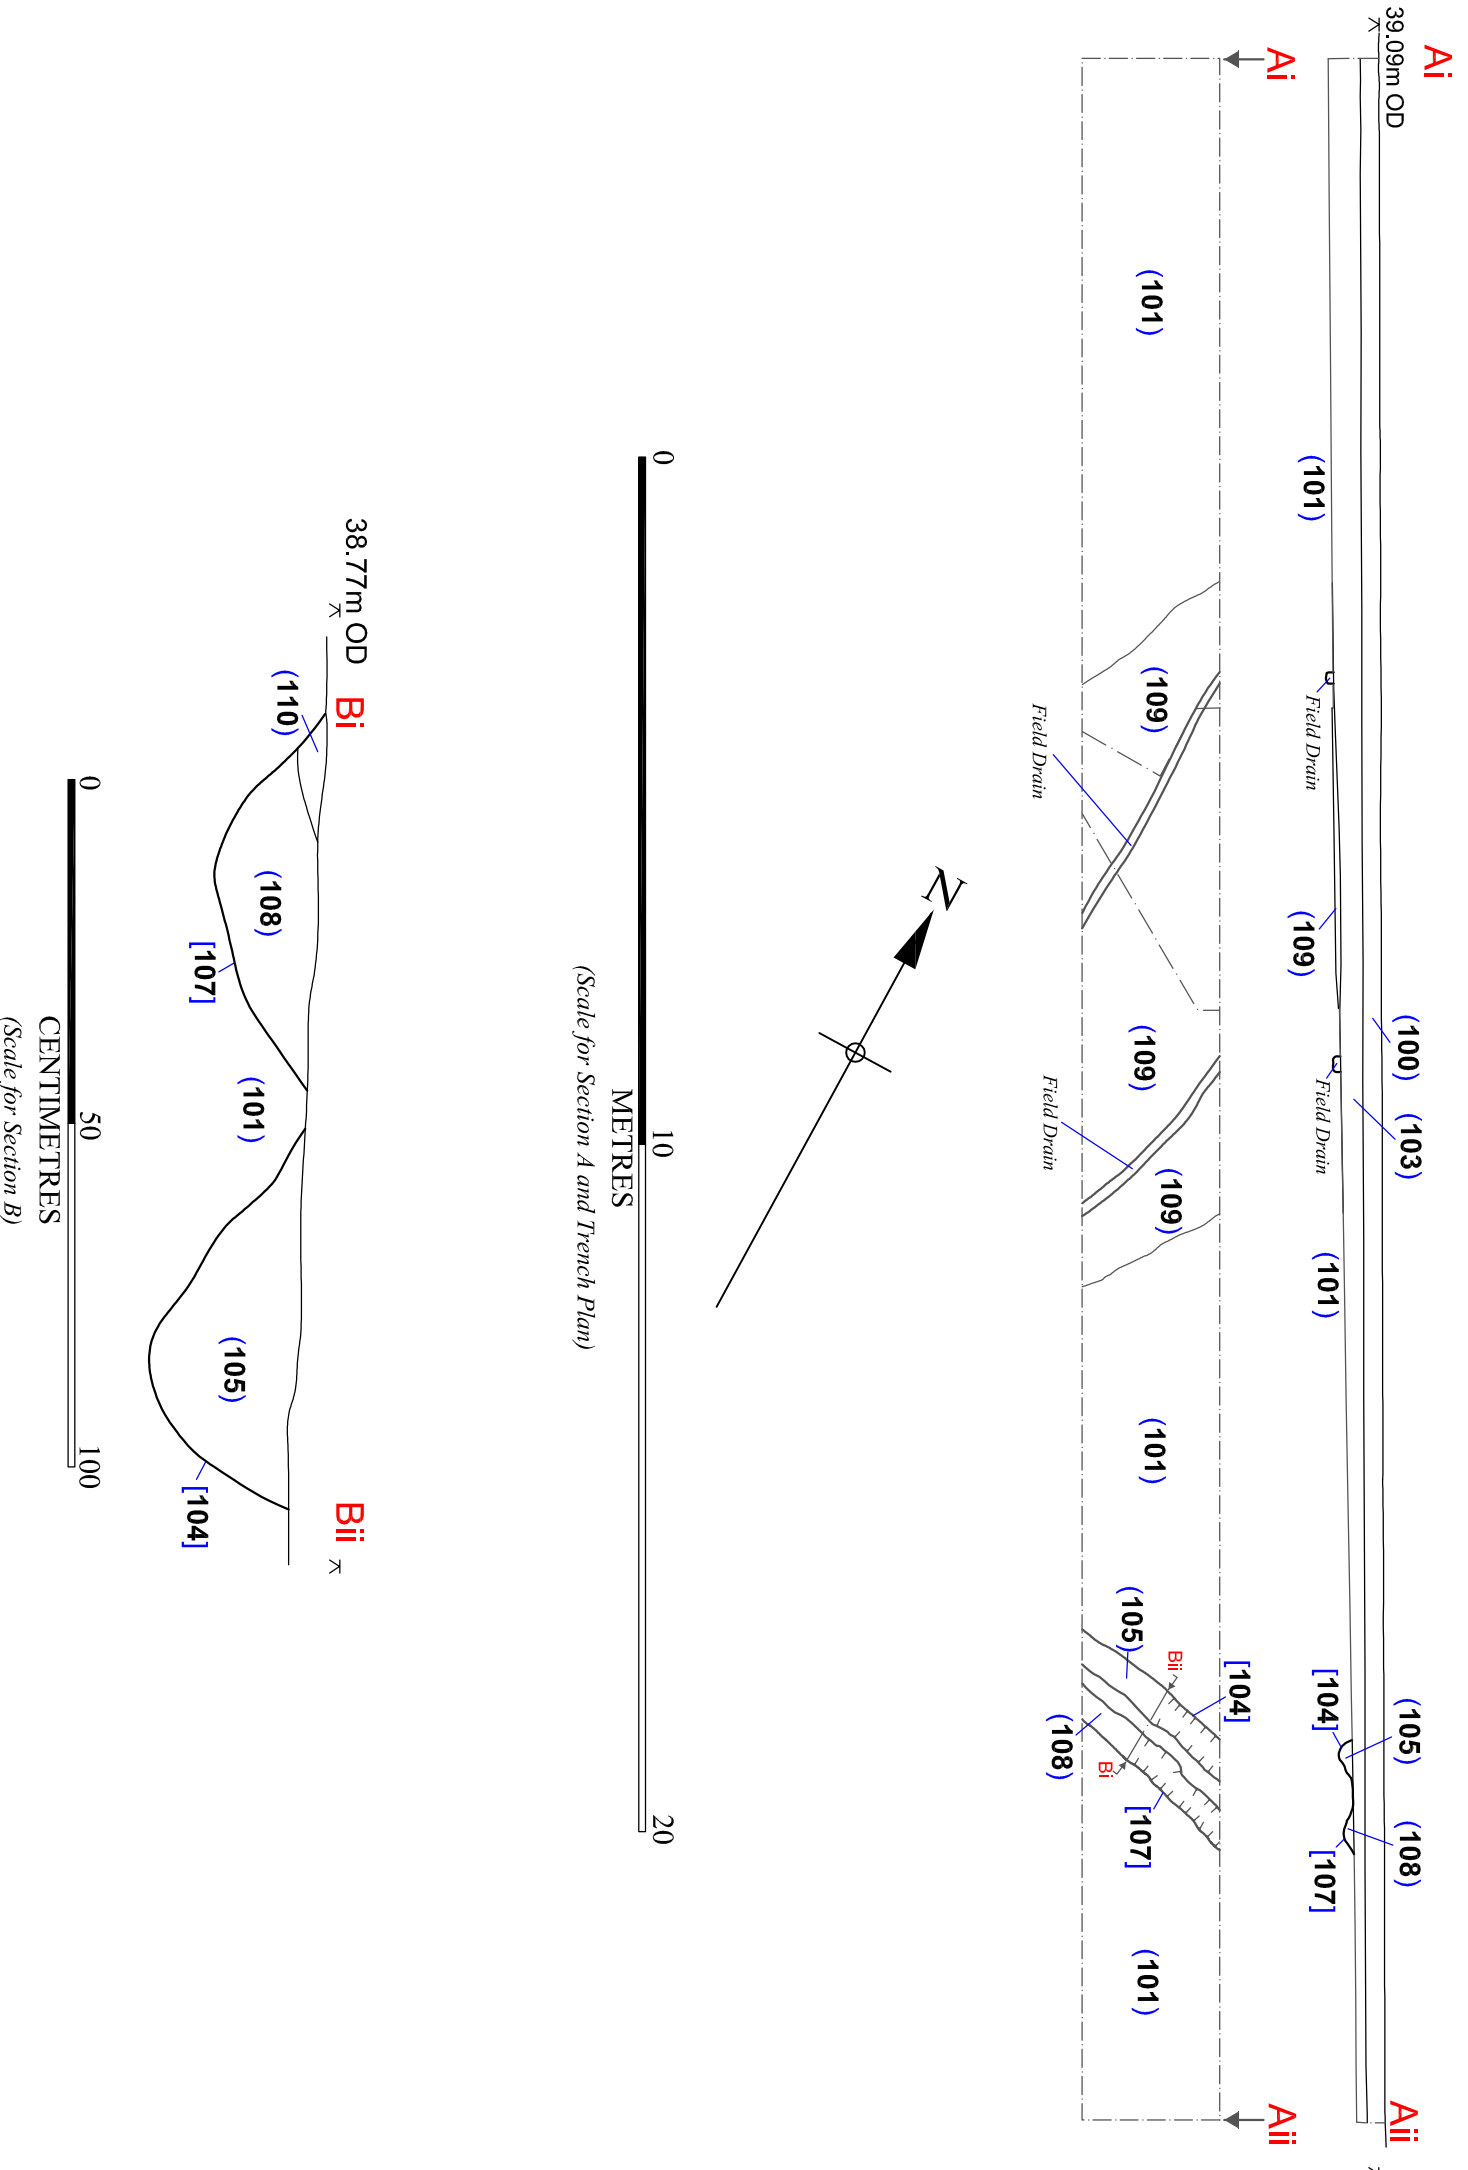 Ai
39.09m OD
(100)
(103)
(105)
(108)
Aii
(101)
Field Drain
(109)
Field Drain
(101)
[104]
[107]
Ai
Aii
(101)
(109)
Field Drain
(109)
Field Drain
(109)
(101)
(105)
Bii
[104]
(108)
Bi
[107]
(101)
N
0
10
20
METRES
(Scale for Section A and Trench Plan)
38.77m OD
Bi
Bii
(110)
(108)
[107]
(101)
(105)
[104]
0
50
100
CENTIMETRES
(Scale for Section B)